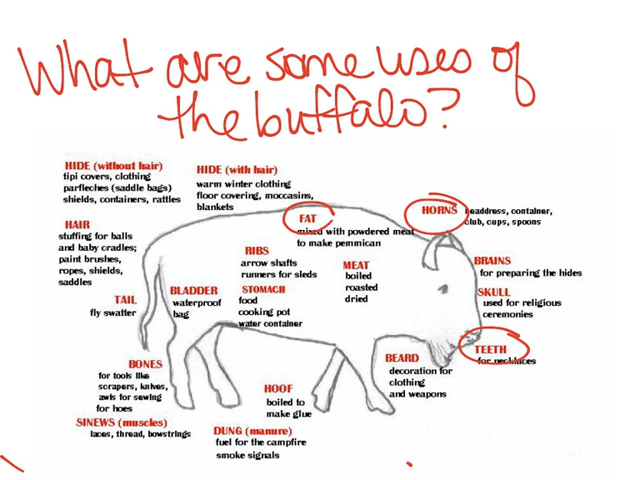 What are some uses of
the buffalo?
HIDE (without hair)
tipi covers, clothing
parfleches (saddle bags)
shields, containers, rattles
HIDE (with hair)
warm winter clothing
floor covering, moccasins,
blankets
FAT
mixed with powdered meat
to make pemmican
HORNS
headdress, container,
club, cups, spoons
HAIR
stuffing for balls
and baby cradles;
paint brushes,
ropes, shields,
saddles
RIBS
arrow shafts
runners for sleds
MEAT
boiled
roasted
dried
BRAINS
for preparing the hides
SKULL
used for religious
ceremonies
TAIL
fly swatter
BLADDER
waterproof
bag
STOMACH
food
cooking pot
water container
TEETH
for necklaces
BEARD
decoration for
clothing
and weapons
BONES
for tools like
scrapers, knives,
awls for sewing
for hoes
HOOF
boiled to
make glue
SINEWS (muscles)
laces, thread, bowstrings
DUNG (manure)
fuel for the campfire
smoke signals